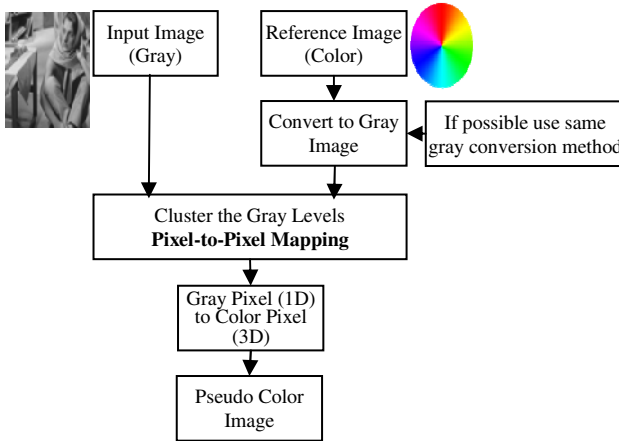 Input Image
(Gray)
Reference Image
(Color)
Convert to Gray
Image
If possible use same
gray conversion method
Cluster the Gray Levels
Pixel-to-Pixel Mapping
Gray Pixel (1D)
to Color Pixel
(3D)
Pseudo Color
Image